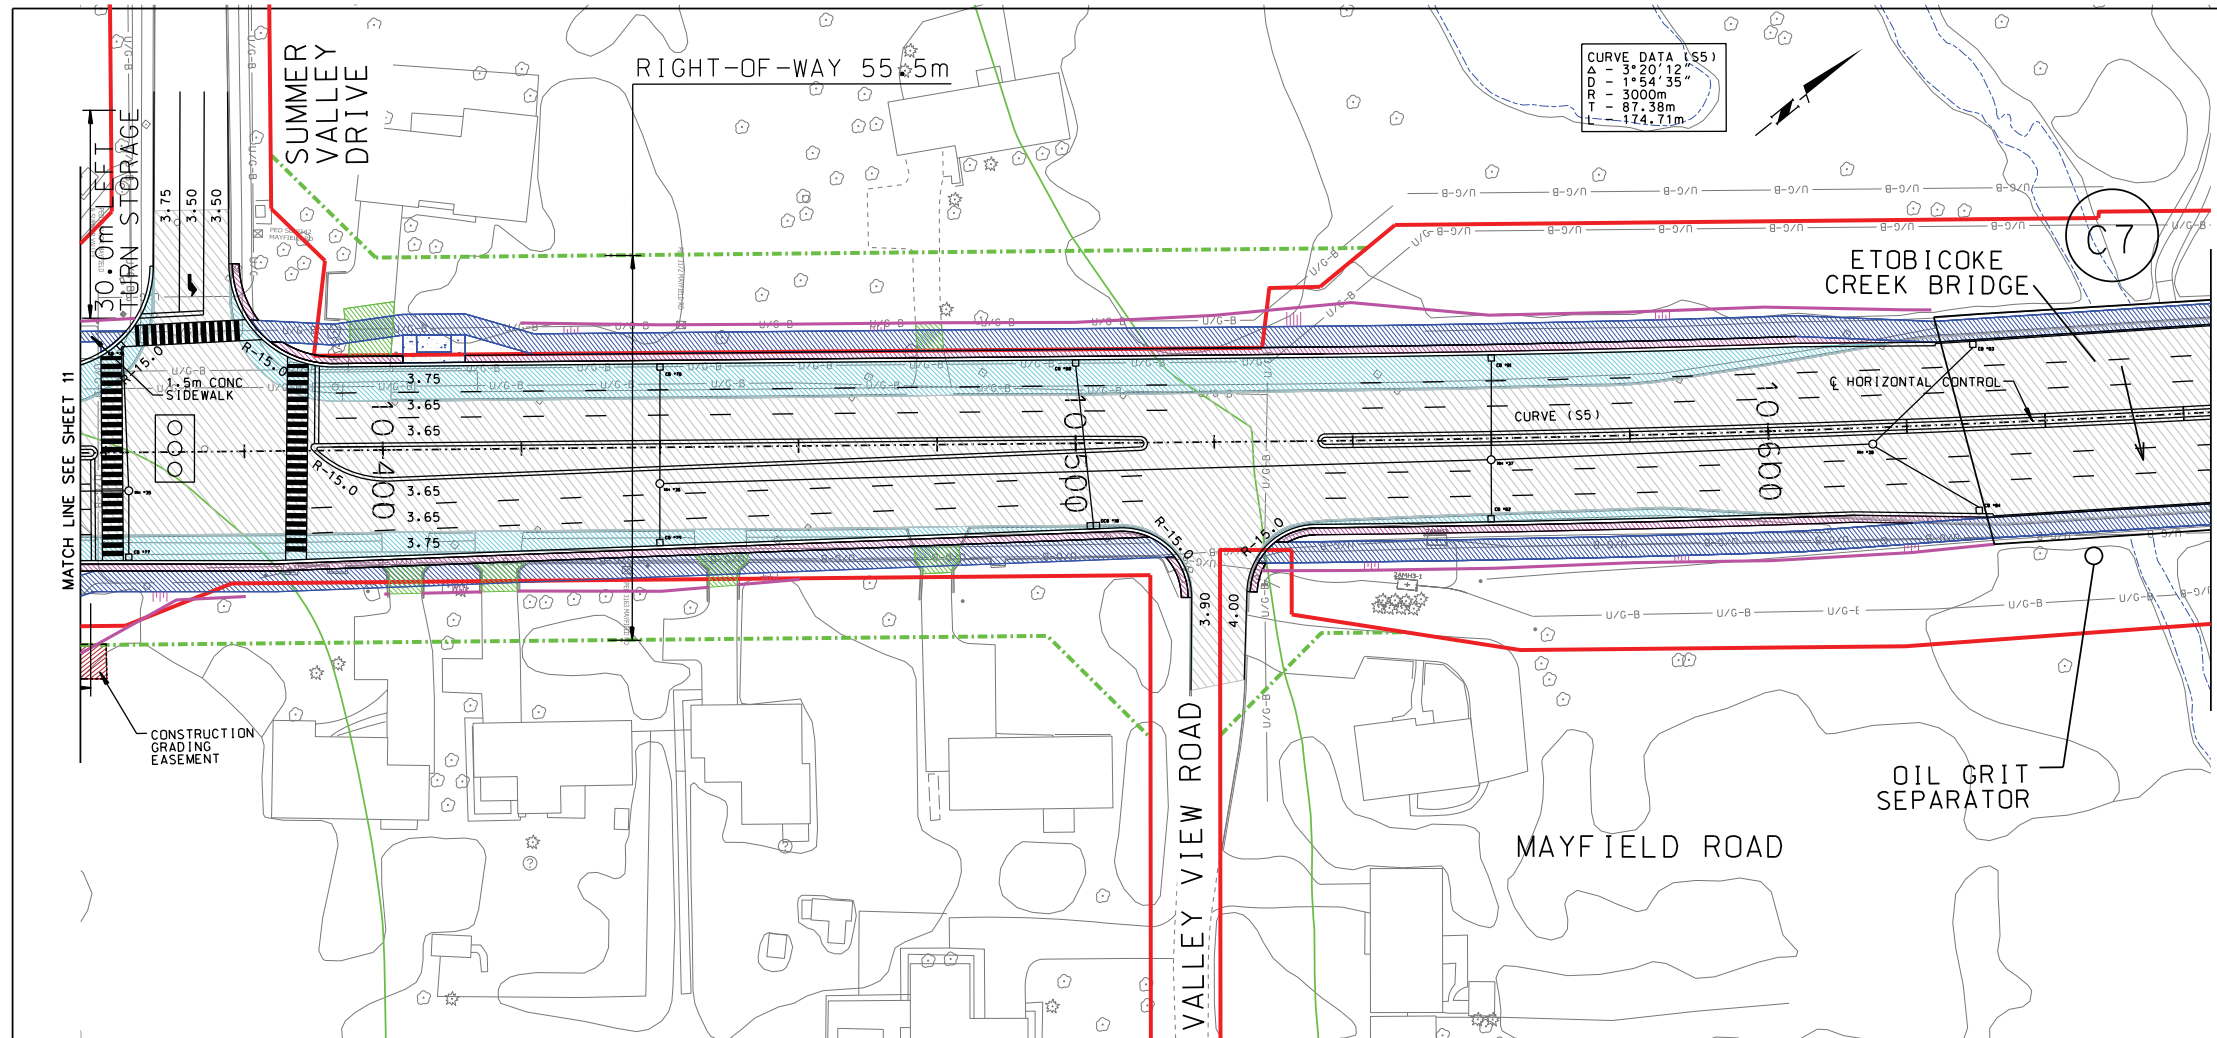 RIGHT-OF-WAY 55.5m
SUMMER
VALLEY
DRIVE
30.0m LEFT
TURN STORAGE
3.75
3.50
3.50
CURVE DATA (S5)
Δ - 3°20'12"
D - 1°54'35"
R - 3000m
T - 87.38m
L - 174.71m
N
C7
ETOBICOKE
CREEK BRIDGE
℄ HORIZONTAL CONTROL
CURVE (S5)
MATCH LINE SEE SHEET 11
R-15.0
R-15.0
1.5m CONC
SIDEWALK
R-15.0
3.75
3.65
3.65
3.65
3.65
3.75
10+400
10+500
10+600
R-15.0
R-15.0
3.90
4.00
U/G-B
U/G-B
U/G-B
U/G-B
U/G-B
U/G-B
CONSTRUCTION
GRADING
EASEMENT
VALLEY VIEW ROAD
MAYFIELD ROAD
OIL GRIT
SEPARATOR